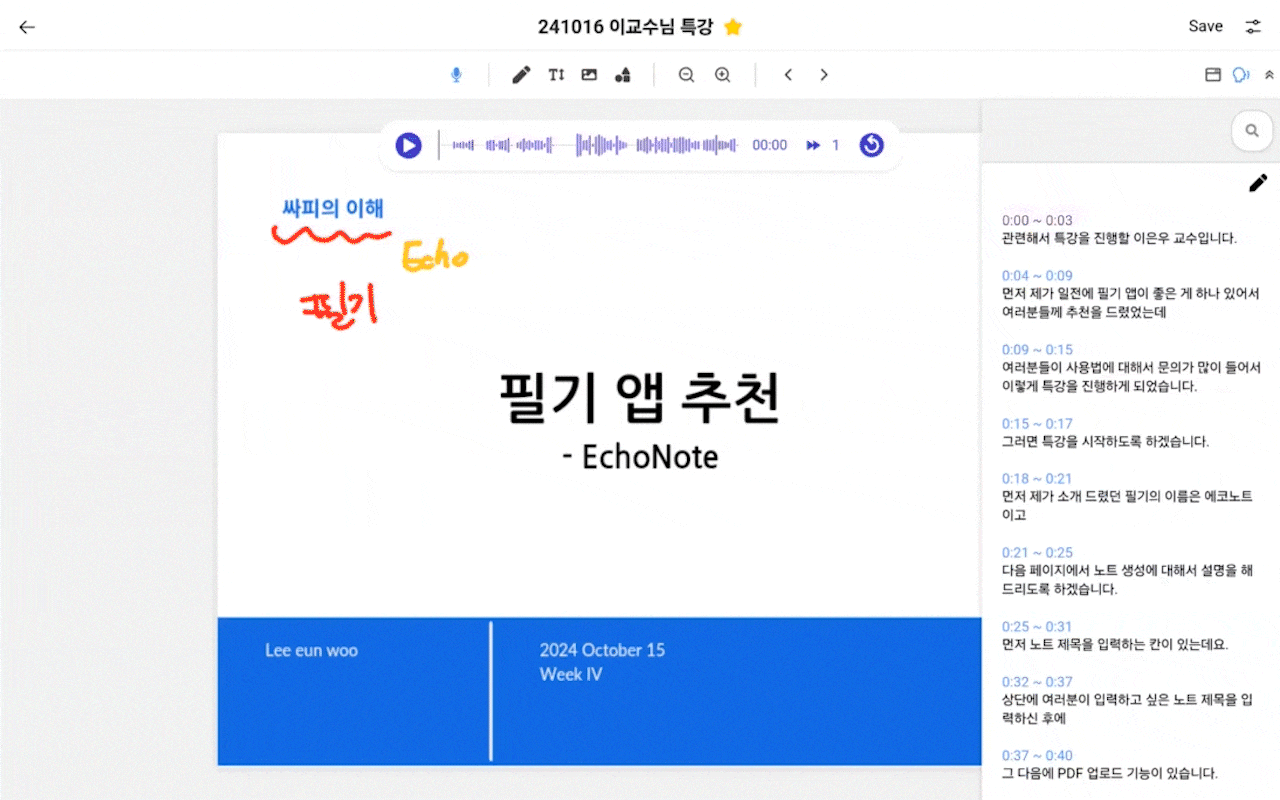 241016 이교수님 특강
Save
00:00
1
싸피의 이해
Echo
필기
필기 앱 추천
- EchoNote
Lee eun woo
2024 October 15
Week IV
0:00 ~ 0:03
관련해서 특강을 진행할 이은우 교수입니다.
0:04 ~ 0:09
먼저 제가 일전에 필기 앱이 좋은 게 하나 있어서
여러분들께 추천을 드렸었는데
0:09 ~ 0:15
여러분들이 사용법에 대해서 문의가 많이 들어서
이렇게 특강을 진행하게 되었습니다.
0:15 ~ 0:17
그러면 특강을 시작하도록 하겠습니다.
0:18 ~ 0:21
먼저 제가 소개 드렸던 필기의 이름은 에코노트
이고
0:21 ~ 0:25
다음 페이지에서 노트 생성에 대해서 설명을 해
드리도록 하겠습니다.
0:25 ~ 0:31
먼저 노트 제목을 입력하는 칸이 있는데요.
0:32 ~ 0:37
상단에 여러분이 입력하고 싶은 노트 제목을 입
력하신 후에
0:37 ~ 0:40
그 다음에 PDF 업로드 기능이 있습니다.